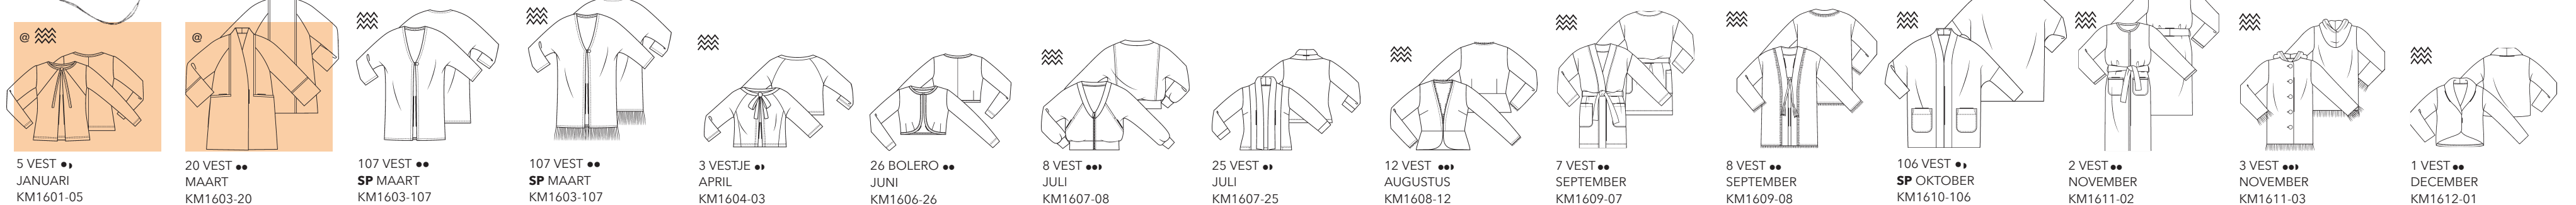 @
5 VEST
JANUARI
KM1601-05
@
20 VEST
MAART
KM1603-20
107 VEST
SP MAART
KM1603-107
107 VEST
SP MAART
KM1603-107
3 VESTJE
APRIL
KM1604-03
26 BOLERO
JUNI
KM1606-26
8 VEST
JULI
KM1607-08
25 VEST
JULI
KM1607-25
12 VEST
AUGUSTUS
KM1608-12
7 VEST
SEPTEMBER
KM1609-07
8 VEST
SEPTEMBER
KM1609-08
106 VEST
SP OKTOBER
KM1610-106
2 VEST
NOVEMBER
KM1611-02
3 VEST
NOVEMBER
KM1611-03
1 VEST
DECEMBER
KM1612-01